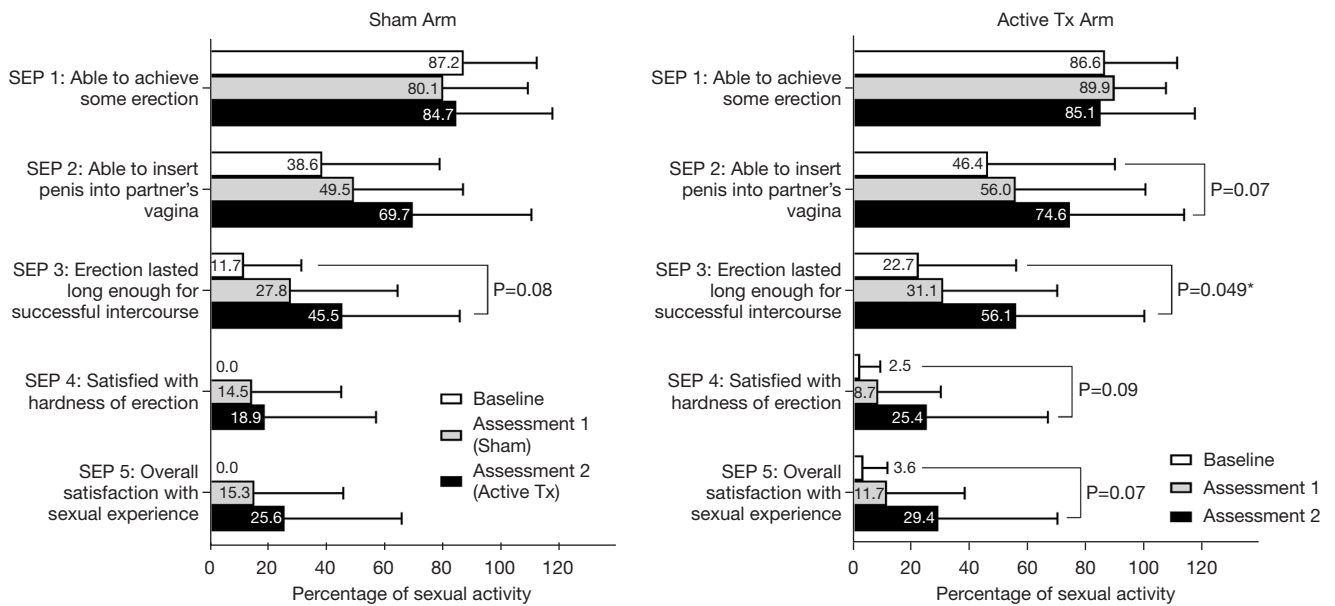 Sham Arm
SEP 1: Able to achieve
some erection
87.2
80.1
84.7
SEP 2: Able to insert
penis into partner’s
vagina
38.6
49.5
69.7
SEP 3: Erection lasted
long enough for
successful intercourse
11.7
27.8
45.5
P=0.08
SEP 4: Satisfied with
hardness of erection
0.0
14.5
18.9
SEP 5: Overall
satisfaction with
sexual experience
0.0
15.3
25.6
Baseline
Assessment 1
(Sham)
Assessment 2
(Active Tx)
0 20 40 60 80 100 120
Percentage of sexual activity
Active Tx Arm
SEP 1: Able to achieve
some erection
86.6
89.9
85.1
SEP 2: Able to insert
penis into partner’s
vagina
46.4
56.0
74.6
P=0.07
SEP 3: Erection lasted
long enough for
successful intercourse
22.7
31.1
56.1
P=0.049*
SEP 4: Satisfied with
hardness of erection
2.5
8.7
25.4
P=0.09
SEP 5: Overall
satisfaction with
sexual experience
3.6
11.7
29.4
P=0.07
Baseline
Assessment 1
Assessment 2
0 20 40 60 80 100 120
Percentage of sexual activity